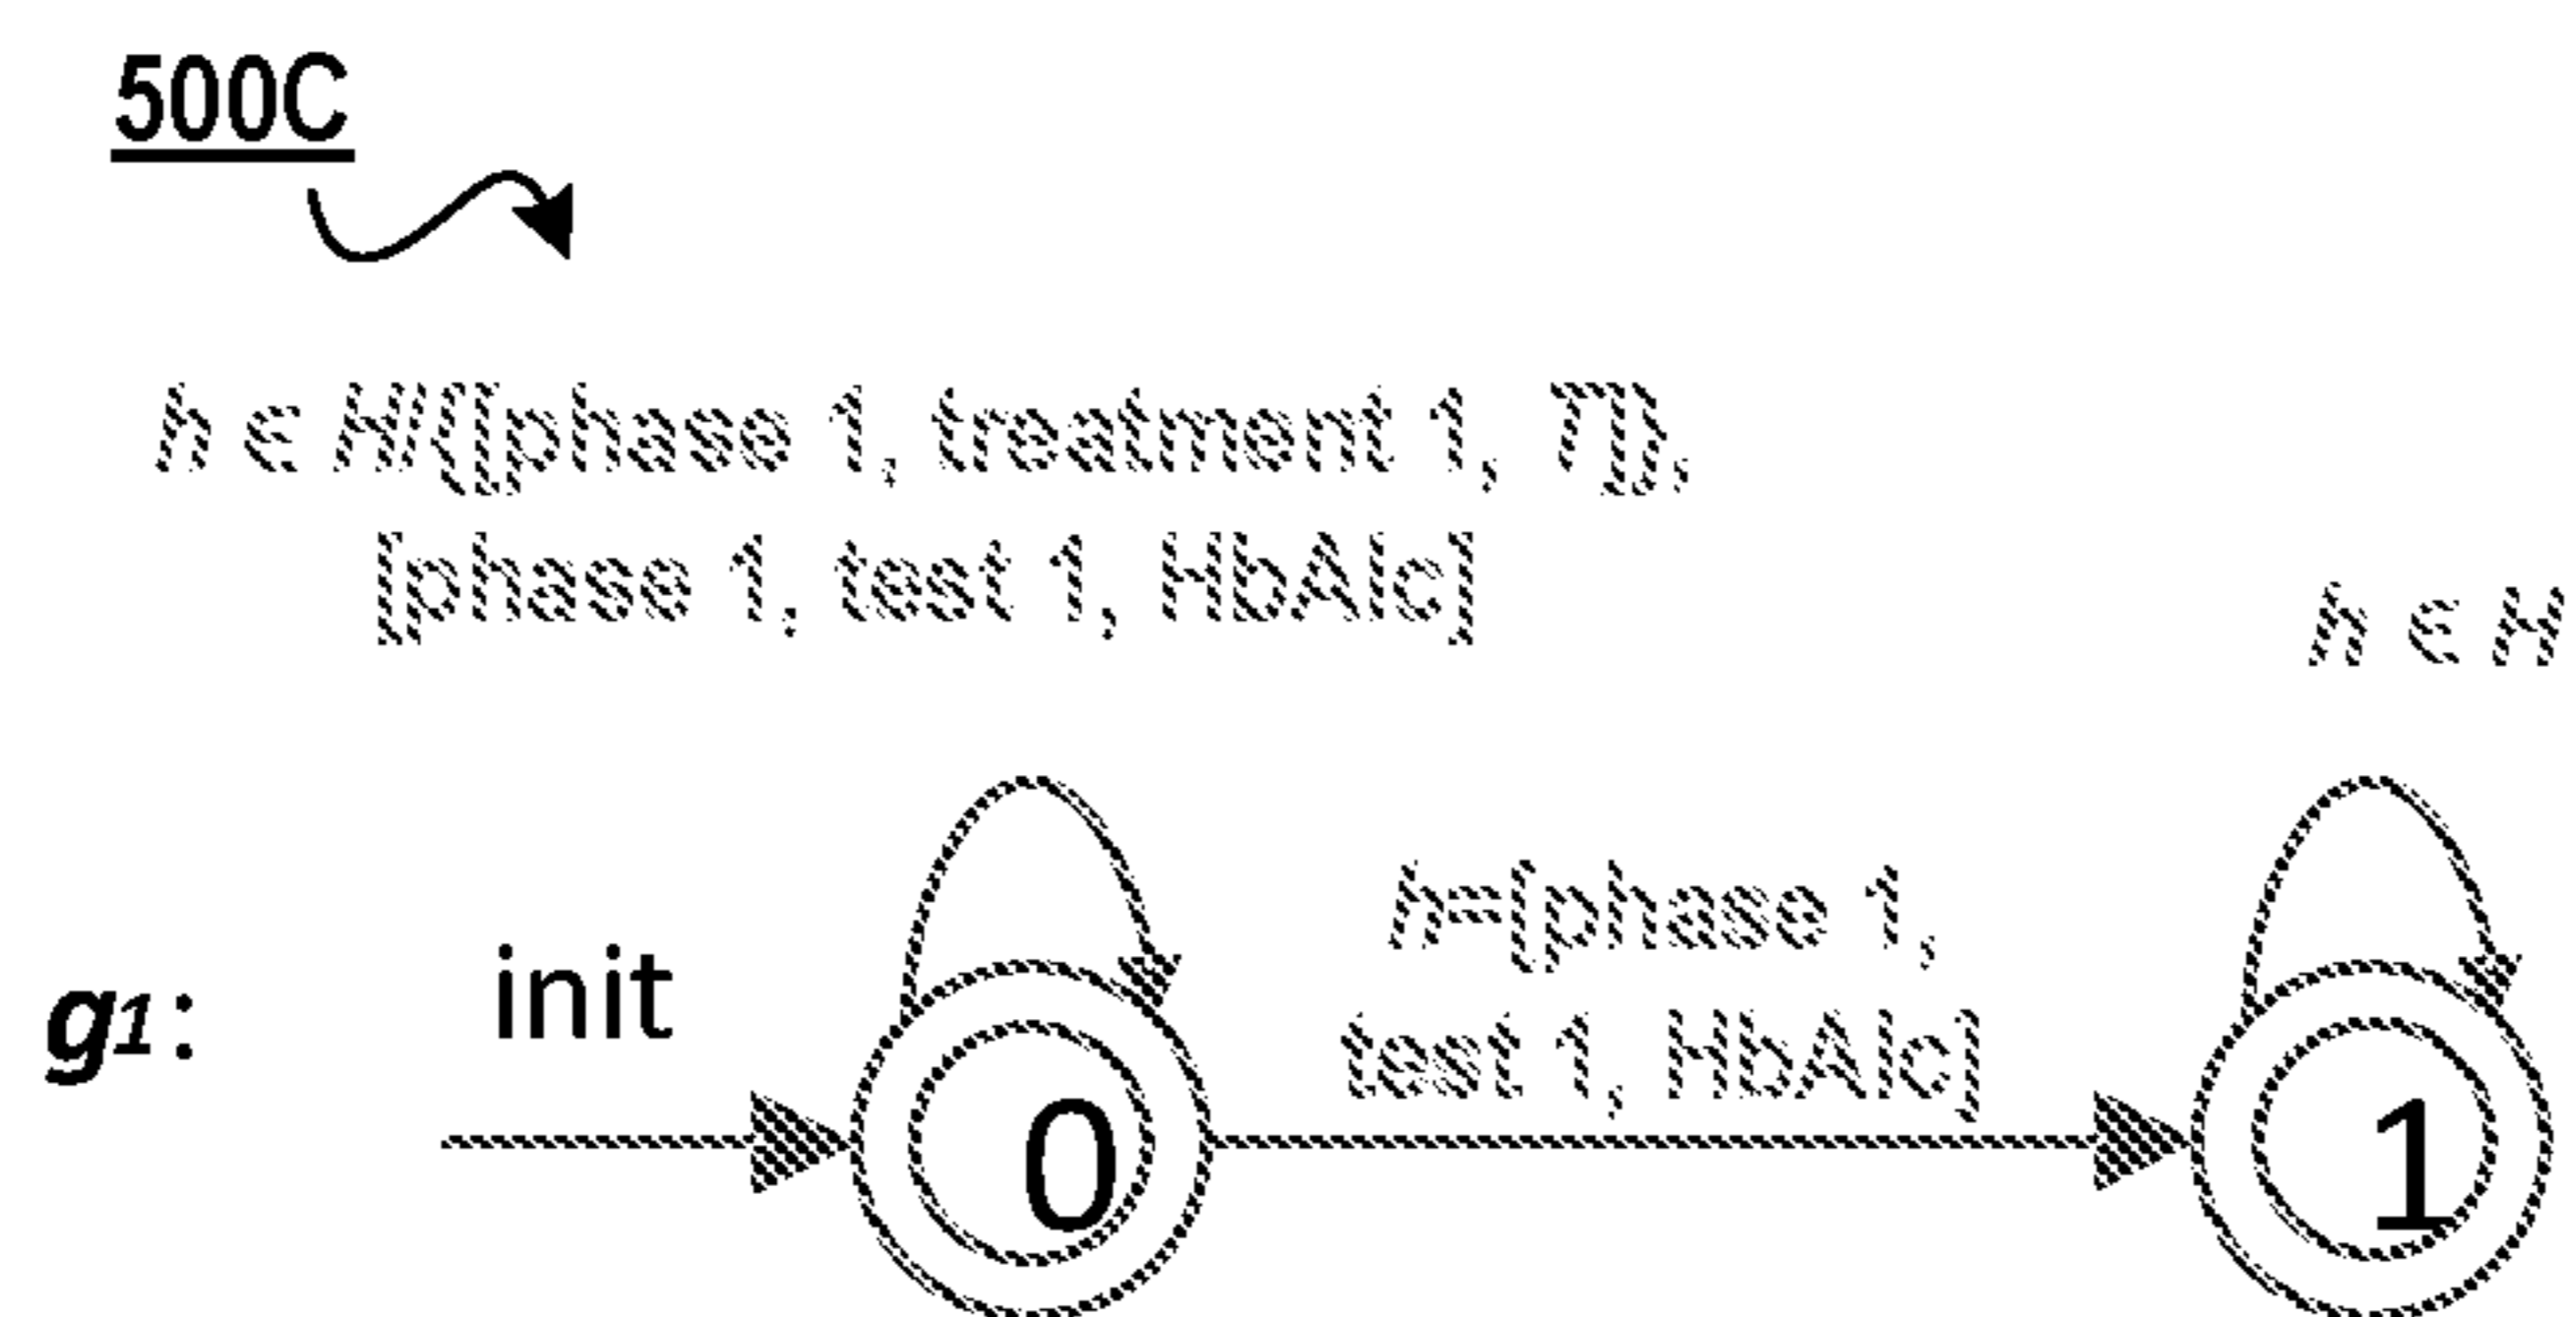 500C
h ∈ H/{[phase 1, treatment 1, T]},
[phase 1, test 1, HbAlc]
h ∈ H
h=[phase 1,
test 1, HbAlc]
g1:
init
0
1